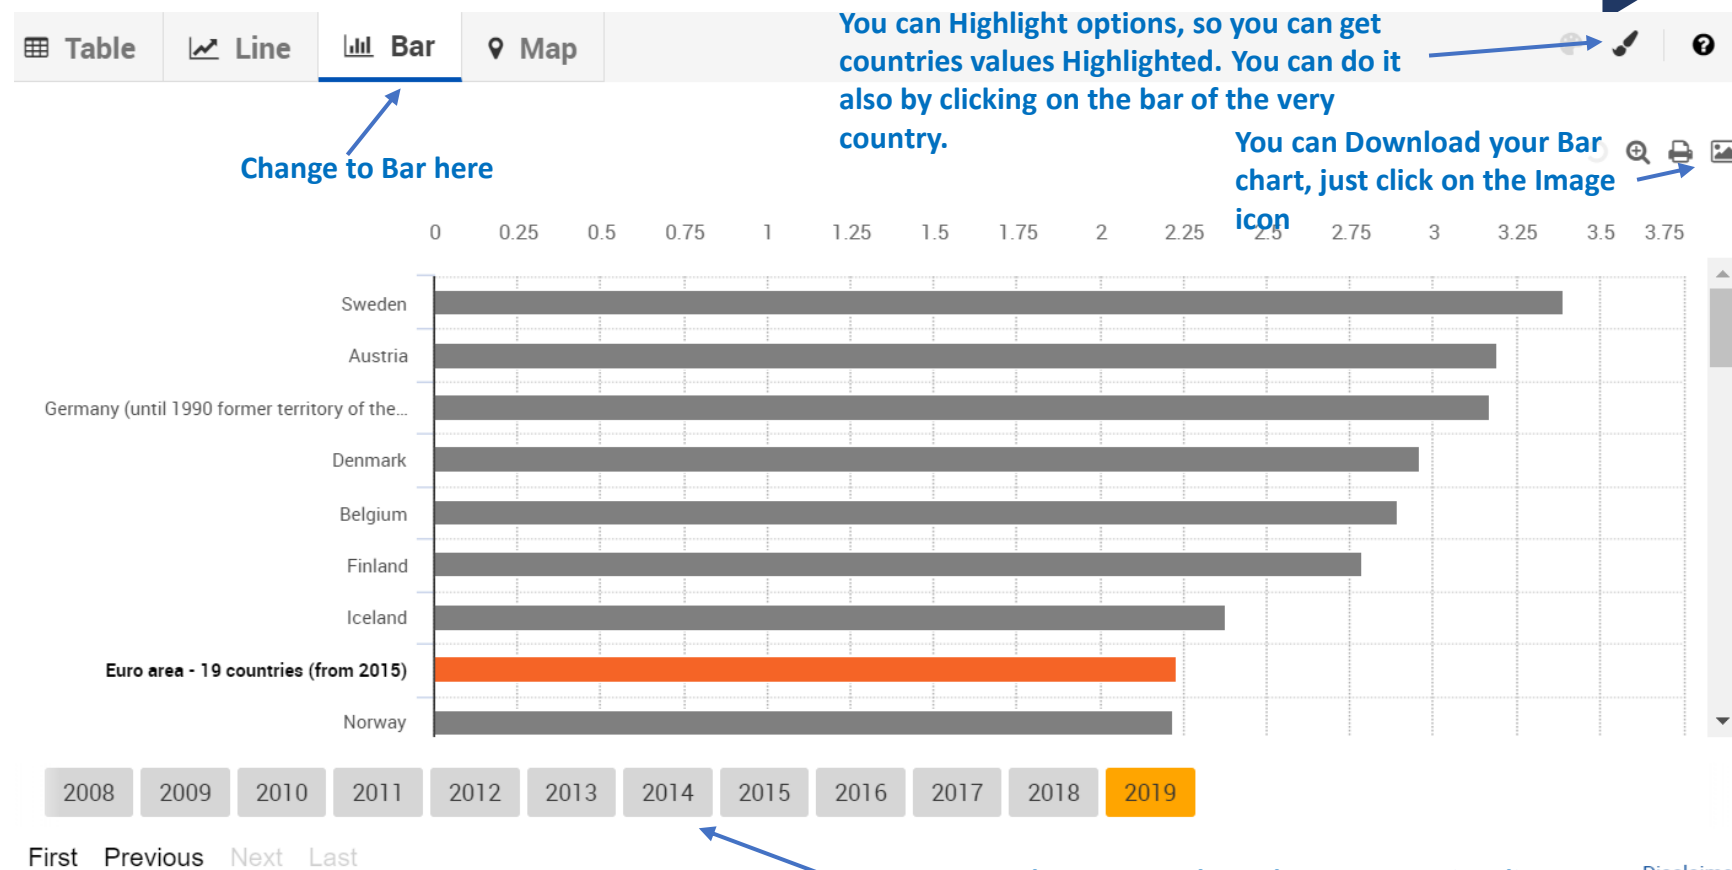 Table Line Bar Map
You can Highlight options, so you can get
countries values Highlighted. You can do it
also by clicking on the bar of the very
country.
Change to Bar here
You can Download your Bar
chart, just click on the Image
icon
0 0.25 0.5 0.75 1 1.25 1.5 1.75 2 2.25 2.5 2.75 3 3.25 3.5 3.75
Sweden
Austria
Germany (until 1990 former territory of the...
Denmark
Belgium
Finland
Iceland
Euro area - 19 countries (from 2015)
Norway
2008 2009 2010 2011 2012 2013 2014 2015 2016 2017 2018 2019
First Previous Next Last